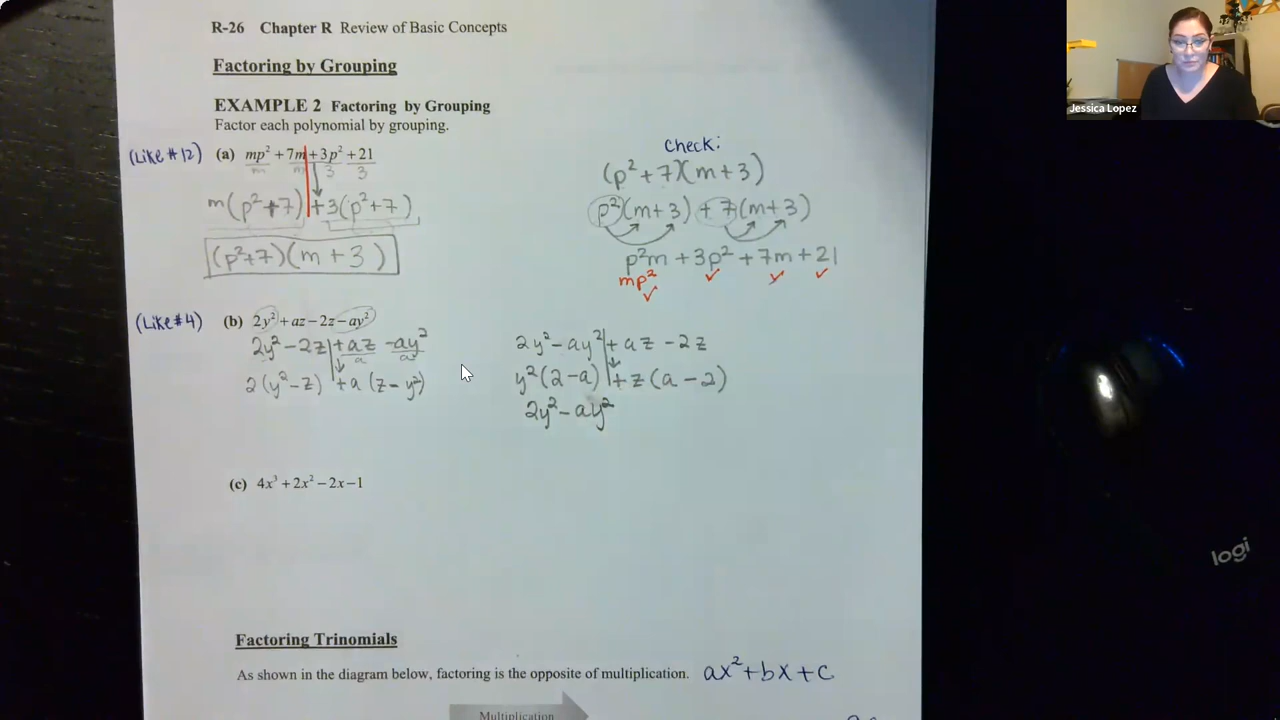 R-26 Chapter R Review of Basic Concepts
Factoring by Grouping
EXAMPLE 2 Factoring by Grouping
Factor each polynomial by grouping.
(Like #12) (a) mp² + 7m + 3p² + 21
m m 3 3
m(p² + 7) + 3(p² + 7)
(p² + 7)(m + 3)
check:
(p² + 7)(m + 3)
p²(m + 3) + 7(m + 3)
p²m + 3p² + 7m + 21
mp² ✓ ✓ ✓ ✓
(Like #4) (b) 2y² + az − 2z − ay²
2y² − 2z + az − ay²
a a
2(y² − z) + a(z − y²)
2y² − ay² + az − 2z
y²(2 − a) + z(a − 2)
2y² − ay²
(c) 4x³ + 2x² − 2x − 1
Factoring Trinomials
As shown in the diagram below, factoring is the opposite of multiplication. ax² + bx + c
Multiplication
Jessica Lopez
logi